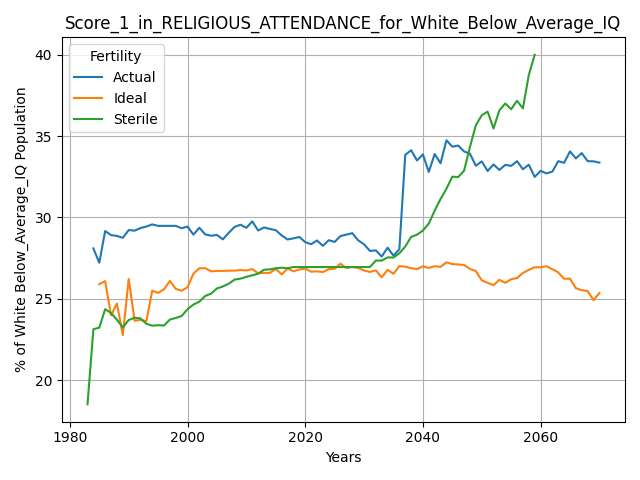 Score_1_in_RELIGIOUS_ATTENDANCE_for_White_Below_Average_IQ
Fertility
Actual
Ideal
Sterile
% of White Below_Average_IQ Population
40
35
30
25
20
1980
2000
2020
2040
2060
Years